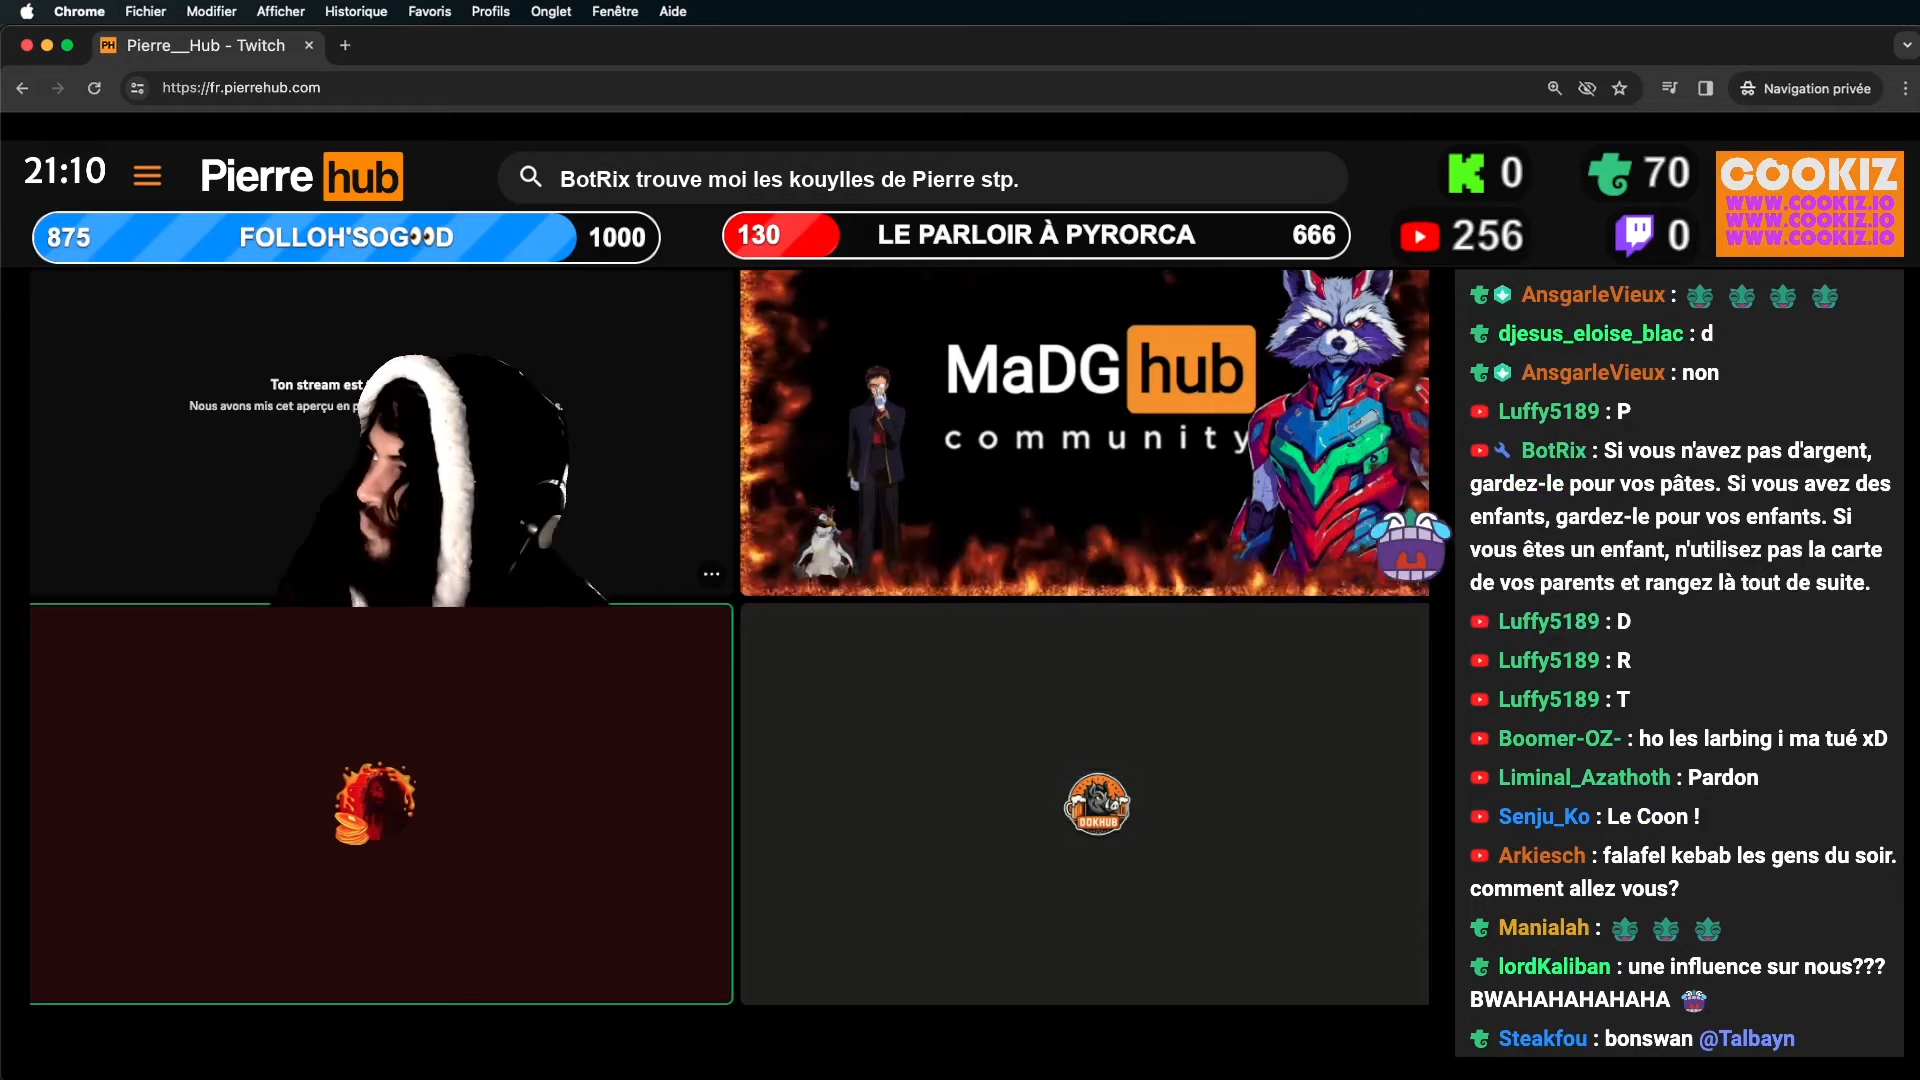 Chrome Fichier Modifier Afficher Historique Favoris Profils Onglet Fenêtre Aide
PH Pierre__Hub - Twitch
https://fr.pierrehub.com
Navigation privée
21:10
Pierre hub
BotRix trouve moi les kouylles de Pierre stp.
0
70
COOKIZ
WWW.COOKIZ.IO
WWW.COOKIZ.IO
WWW.COOKIZ.IO
875 FOLLOH'SOG👀D 1000
130 LE PARLOIR À PYRORCA 666
256
0
Ton stream est
Nous avons mis cet aperçu en p
MaDG hub
community
DOKHUB
AnsgarleVieux :
djesus_eloise_blac : d
AnsgarleVieux : non
Luffy5189 : P
BotRix : Si vous n'avez pas d'argent,
gardez-le pour vos pâtes. Si vous avez des
enfants, gardez-le pour vos enfants. Si
vous êtes un enfant, n'utilisez pas la carte
de vos parents et rangez là tout de suite.
Luffy5189 : D
Luffy5189 : R
Luffy5189 : T
Boomer-OZ- : ho les larbing i ma tué xD
Liminal_Azathoth : Pardon
Senju_Ko : Le Coon !
Arkiesch : falafel kebab les gens du soir.
comment allez vous?
Manialah :
lordKaliban : une influence sur nous???
BWAHAHAHAHAHA
Steakfou : bonswan @Talbayn